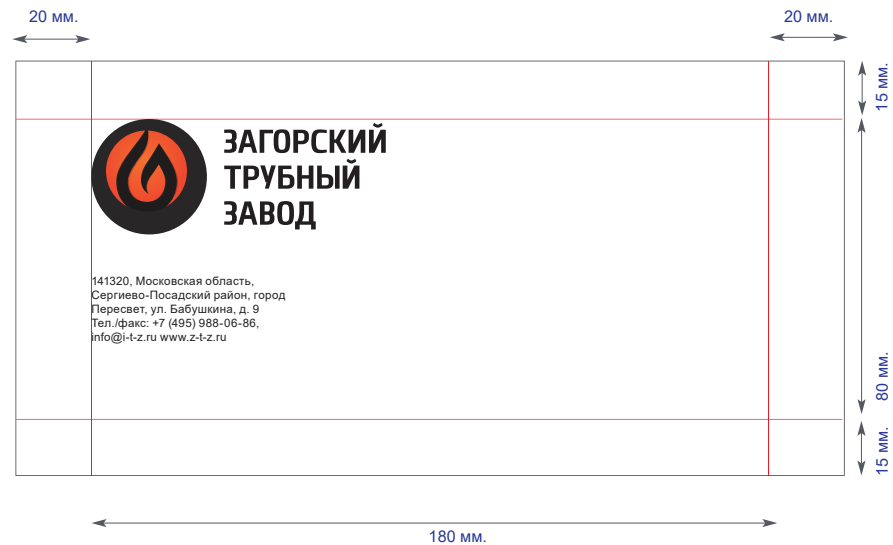 20 мм.
20 мм.
15 мм.
ЗАГОРСКИЙ
ТРУБНЫЙ
ЗАВОД
141320, Московская область,
Сергиево-Посадский район, город
Пересвет, ул. Бабушкина, д. 9
Тел./факс: +7 (495) 988-06-86,
info@i-t-z.ru www.z-t-z.ru
80 мм.
15 мм.
180 мм.